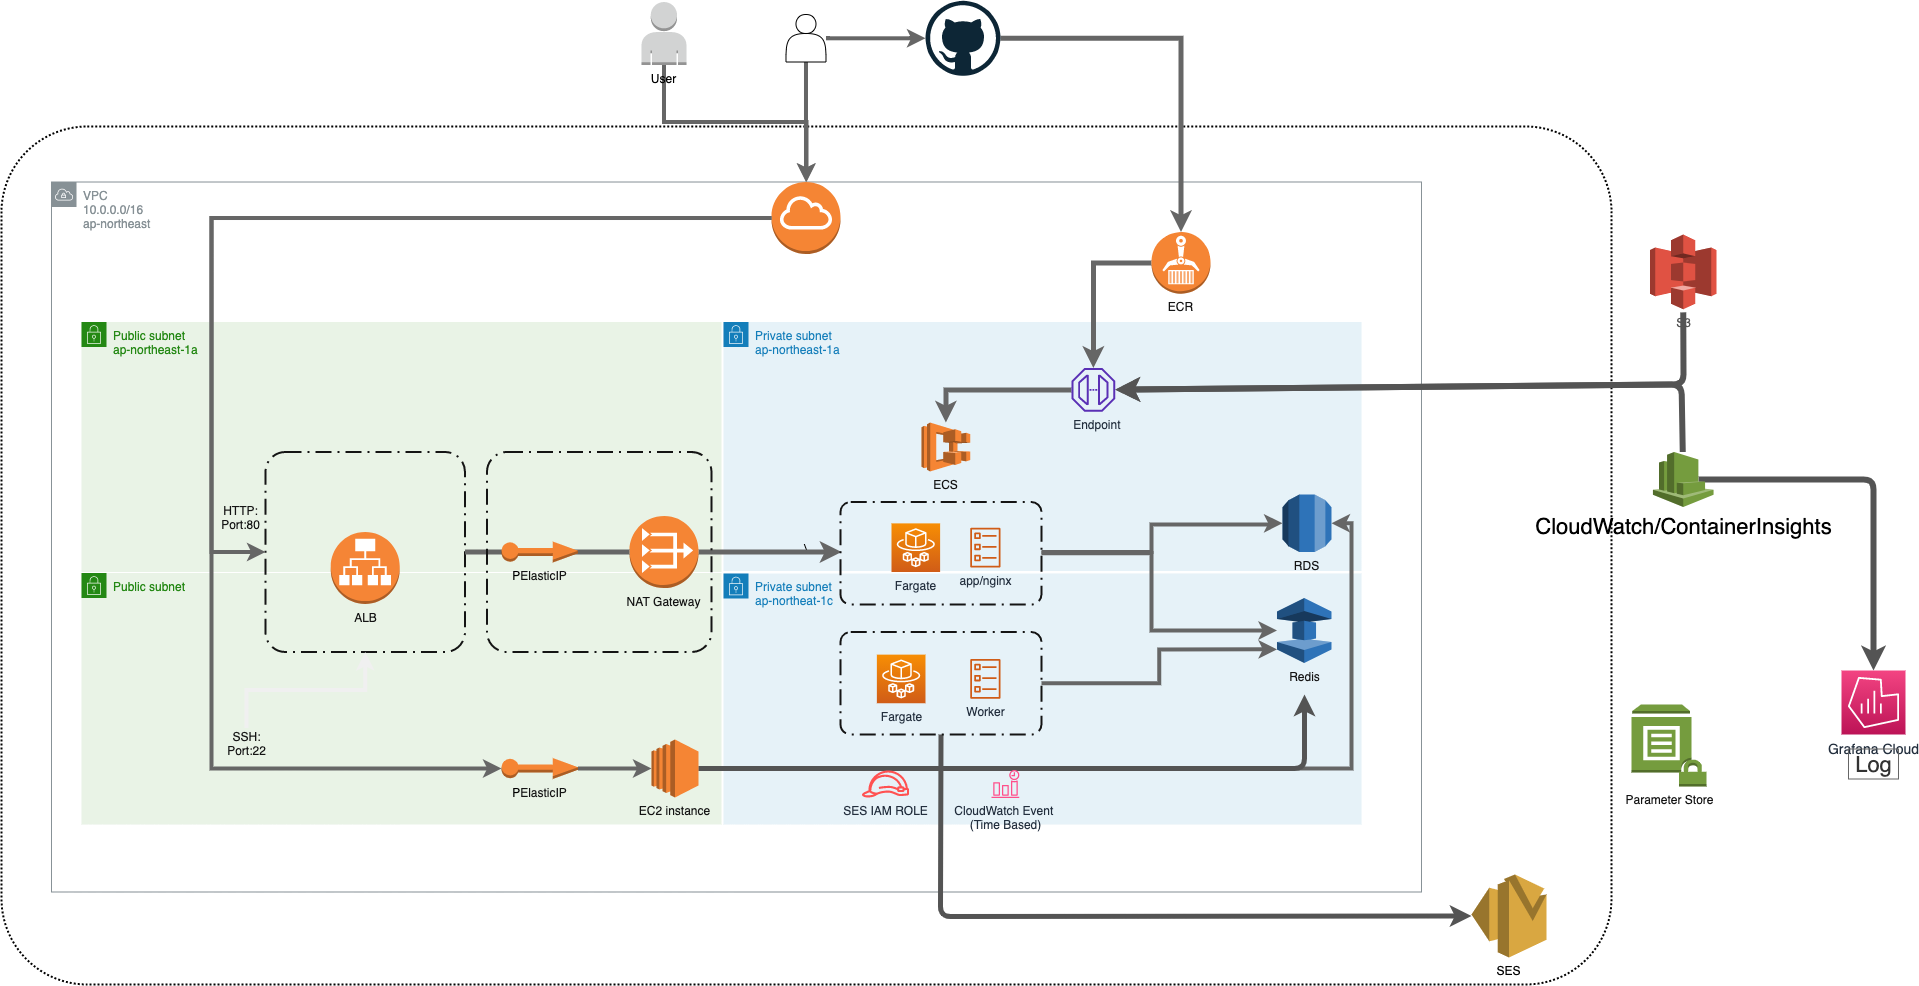 User
VPC
10.0.0.0/16
ap-northeast
ECR
S3
Public subnet
ap-northeast-1a
Private subnet
ap-northeast-1a
Endpoint
ECS
HTTP:
Port:80
CloudWatch/ContainerInsights
\
PElasticIP
RDS
Fargate
app/nginx
Public subnet
Private subnet
ap-northeat-1c
NAT Gateway
ALB
Redis
Fargate
Worker
SSH:
Port:22
Grafana Cloud
Log
PElasticIP
EC2 instance
SES IAM ROLE
CloudWatch Event
(Time Based)
Parameter Store
SES